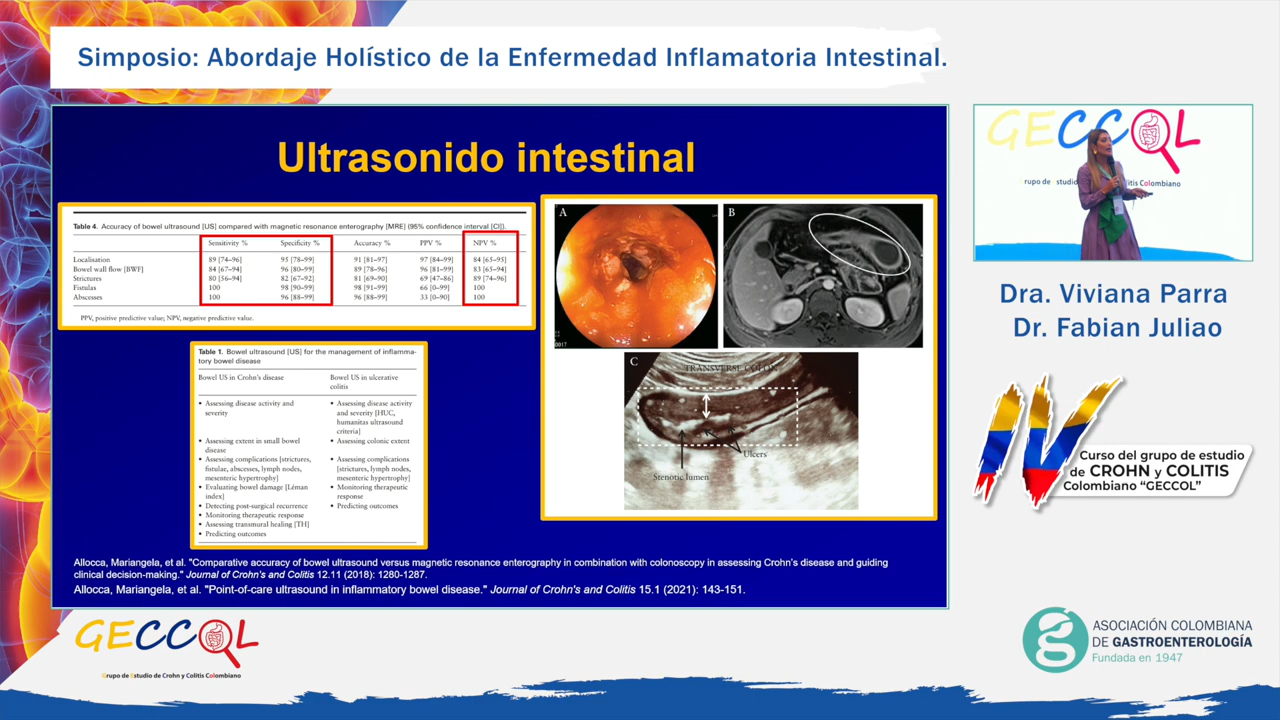 Simposio: Abordaje Holístico de la Enfermedad Inflamatoria Intestinal.
Ultrasonido intestinal
Table 4. Accuracy of bowel ultrasound [US] compared with magnetic resonance enterography [MRE] (95% confidence interval [CI]).
Sensitivity % Specificity % Accuracy % PPV % NPV %
Localisation 89 [74–96] 95 [78–99] 91 [81–97] 97 [84–99] 84 [65–95]
Bowel wall flow [BWF] 84 [67–94] 96 [80–99] 89 [78–96] 96 [81–99] 83 [65–94]
Strictures 80 [56–94] 82 [67–92] 81 [69–90] 69 [47–86] 89 [74–96]
Fistulas 100 98 [90–99] 98 [91–99] 66 [0–99] 100
Abscesses 100 96 [88–99] 96 [88–99] 33 [0–90] 100
PPV, positive predictive value; NPV, negative predictive value.
Table 1. Bowel ultrasound [US] for the management of inflamma-
tory bowel disease
Bowel US in Crohn's disease
Bowel US in ulcerative
colitis
• Assessing disease activity and
severity
• Assessing extent in small bowel
disease
• Assessing complications [strictures,
fistulae, abscesses, lymph nodes,
mesenteric hypertrophy]
• Evaluating bowel damage [Léman
index]
• Detecting post-surgical recurrence
• Monitoring therapeutic response
• Assessing transmural healing [TH]
• Predicting outcomes
• Assessing disease activity
and severity [HUC,
humanitas ultrasound
criteria]
• Assessing colonic extent
• Assessing complications
[strictures, lymph nodes,
mesenteric hypertrophy]
• Monitoring therapeutic
response
• Predicting outcomes
A
0017
B
C
TRANSVERSE COLON
Ulcers
Stenotic lumen
Allocca, Mariangela, et al. "Comparative accuracy of bowel ultrasound versus magnetic resonance enterography in combination with colonoscopy in assessing Crohn's disease and guiding
clinical decision-making." Journal of Crohn's and Colitis 12.11 (2018): 1280-1287.
Allocca, Mariangela, et al. "Point-of-care ultrasound in inflammatory bowel disease." Journal of Crohn's and Colitis 15.1 (2021): 143-151.
GECCOL
rupo de studio litis Colombiano
Dra. Viviana Parra
Dr. Fabian Juliao
IV
Curso del grupo de estudio
de CROHN y COLITIS
Colombiano “GECCOL”
GECCOL
Grupo de Estudio de Crohn y Colitis Colombiano
ASOCIACIÓN COLOMBIANA
DE GASTROENTEROLOGÍA
Fundada en 1947